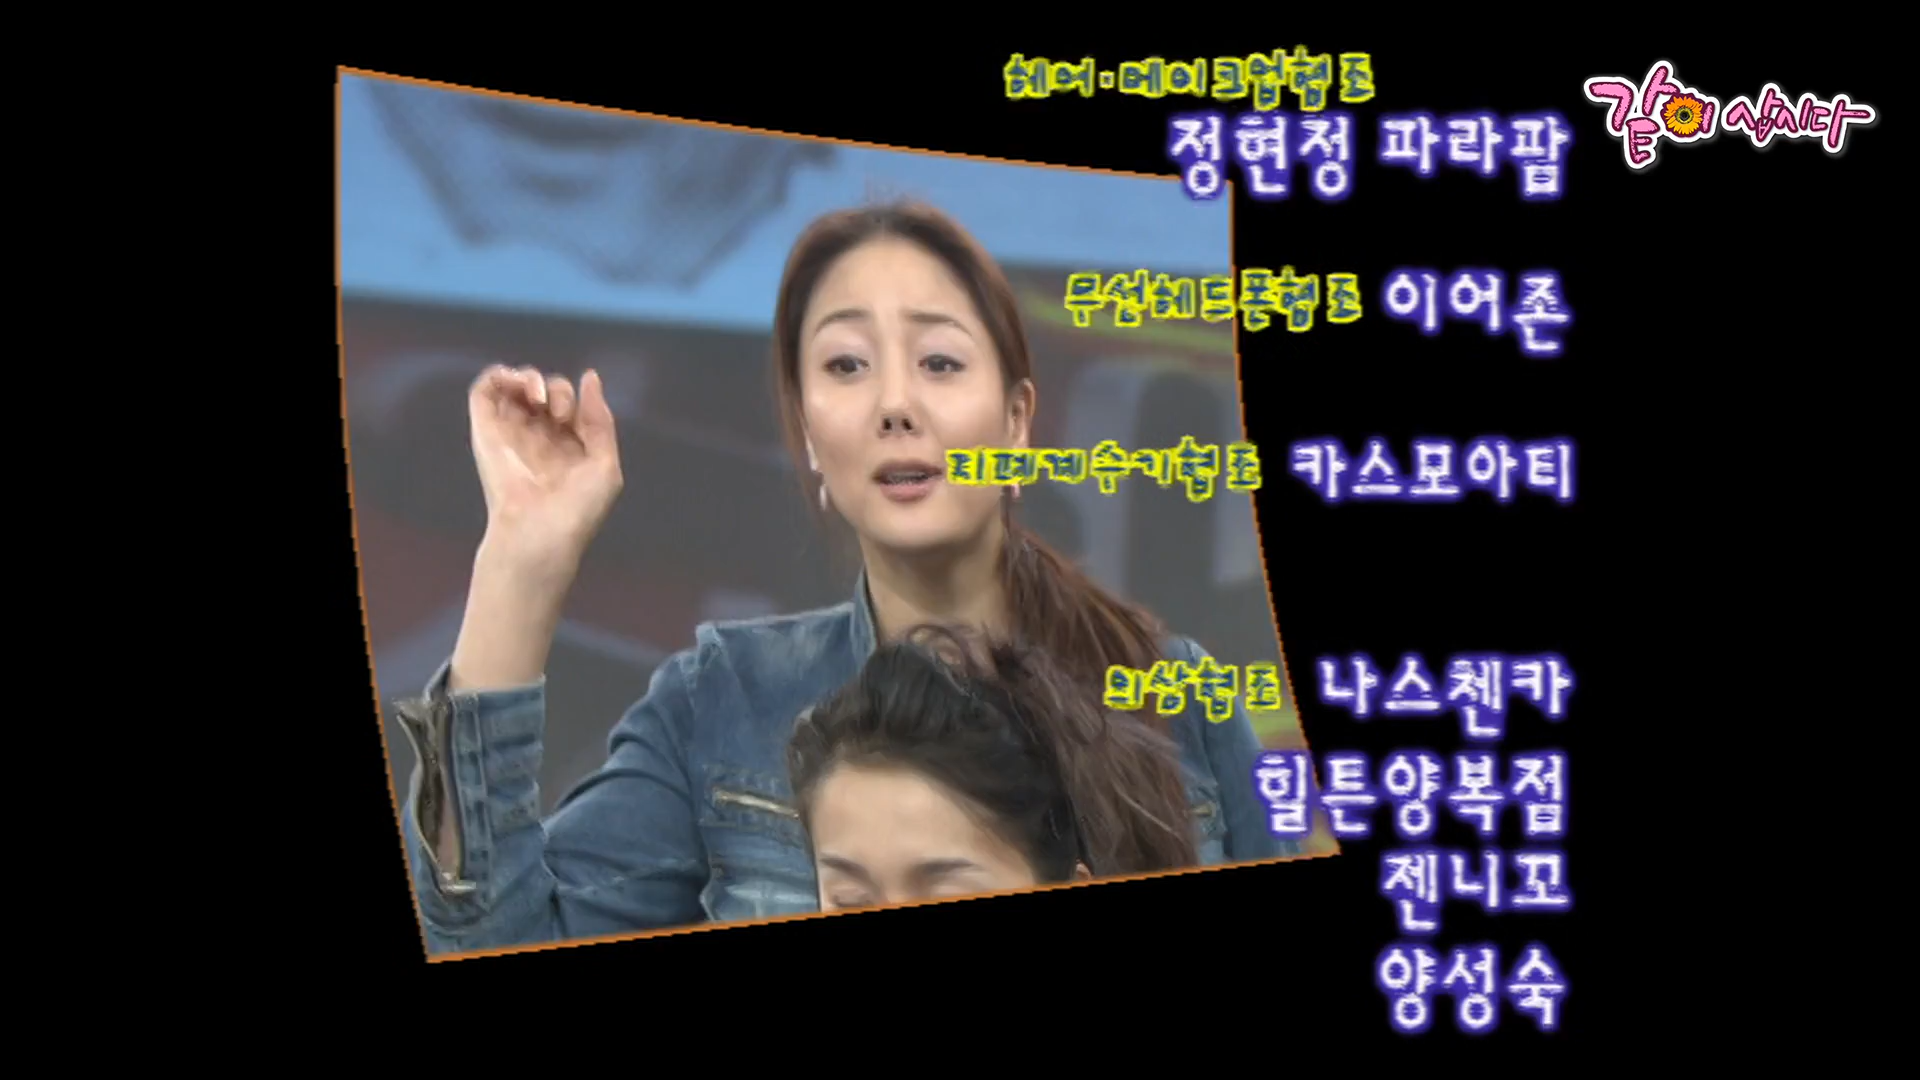 헤어·메이크업협조
정현정 파라팜
같이 삽시다
무선헤드폰협조 이어존
지폐계수기협조 카스모아티
의상협조 나스첸카
힐튼양복점
젠니꼬
양성숙